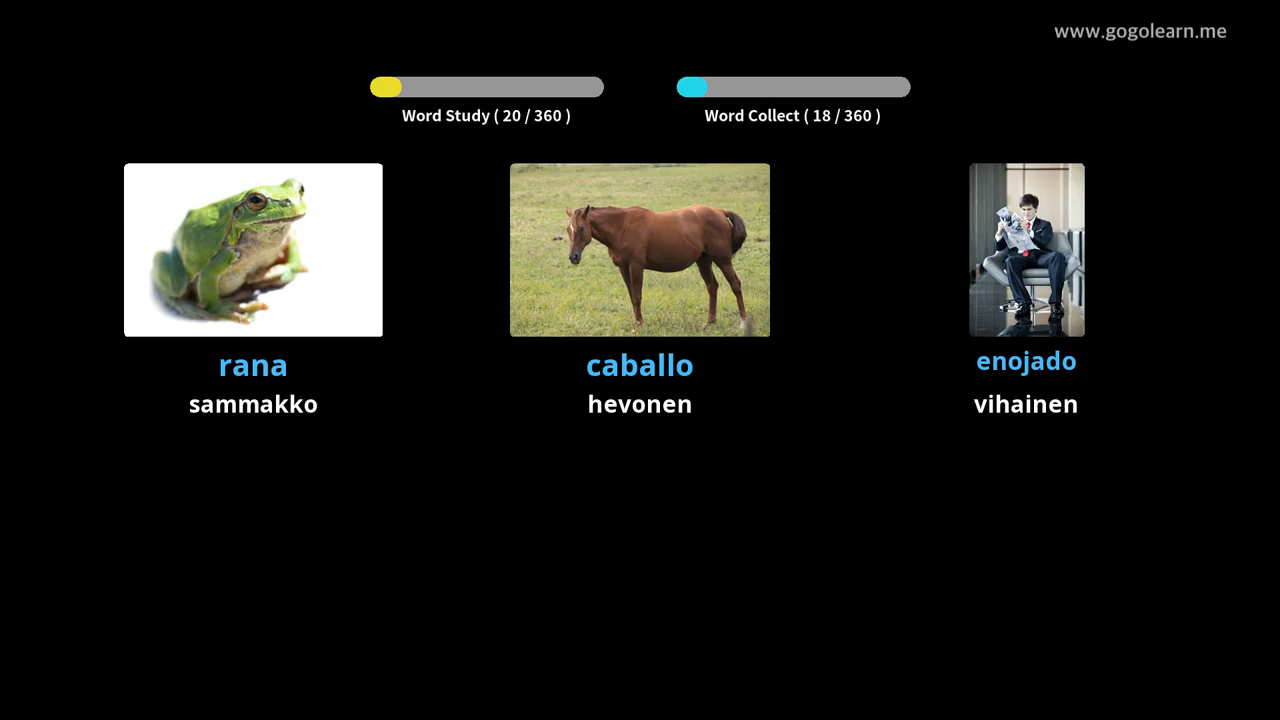 www.gogolearn.me
Word Study ( 20 / 360 )
Word Collect ( 18 / 360 )
rana
sammakko
caballo
hevonen
enojado
vihainen